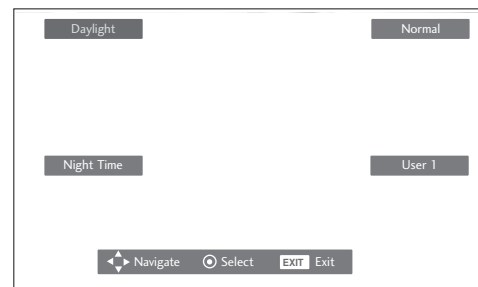 Daylight Normal
Night Time User 1
Navigate Select EXIT Exit